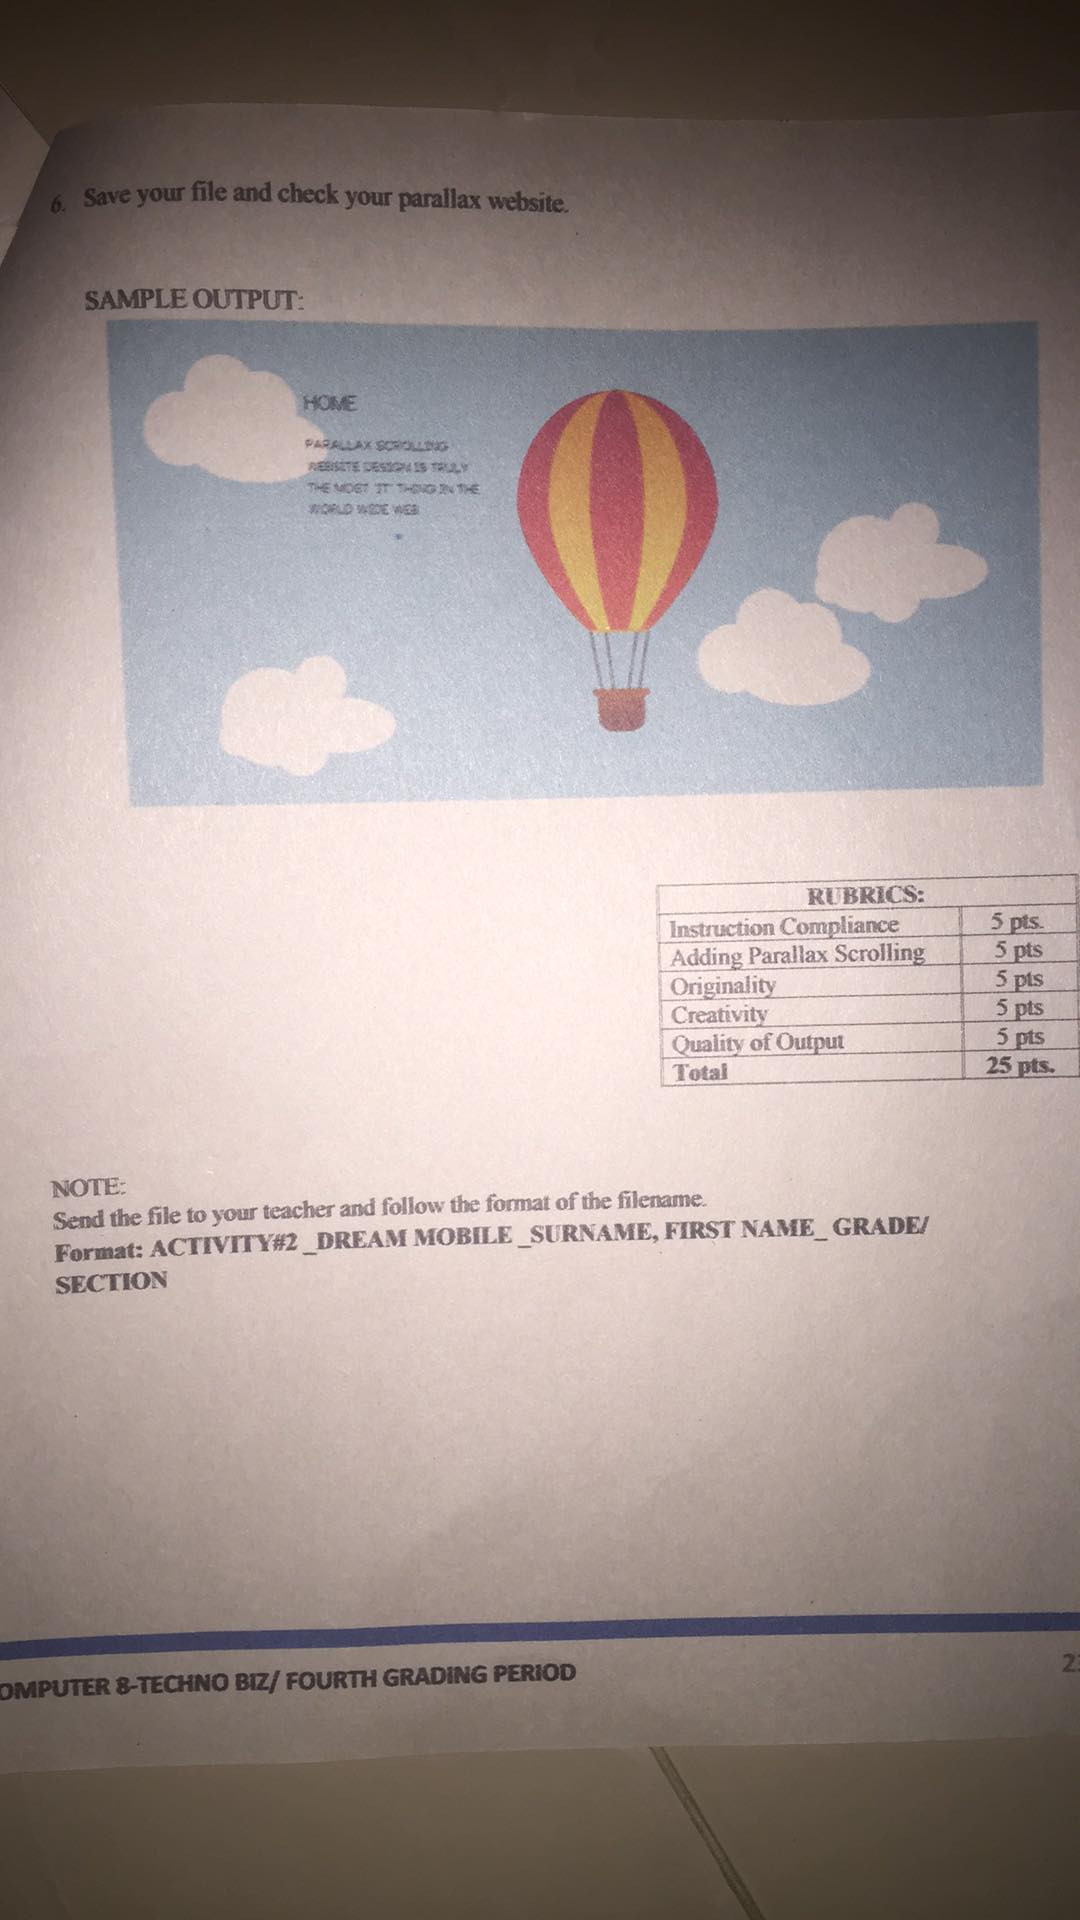 6. Save your file and check your parallax website.
SAMPLE OUTPUT:
HOME
PARALLAX SCROLLING
WEBSITE DESIGN IS TRULY
THE MOST "IT" THING IN THE
WORLD WIDE WEB
RUBRICS:
Instruction Compliance 5 pts.
Adding Parallax Scrolling 5 pts
Originality 5 pts
Creativity 5 pts
Quality of Output 5 pts
Total 25 pts.
NOTE:
Send the file to your teacher and follow the format of the filename.
Format: ACTIVITY#2 _DREAM MOBILE _SURNAME, FIRST NAME_ GRADE/
SECTION
OMPUTER 8-TECHNO BIZ/ FOURTH GRADING PERIOD